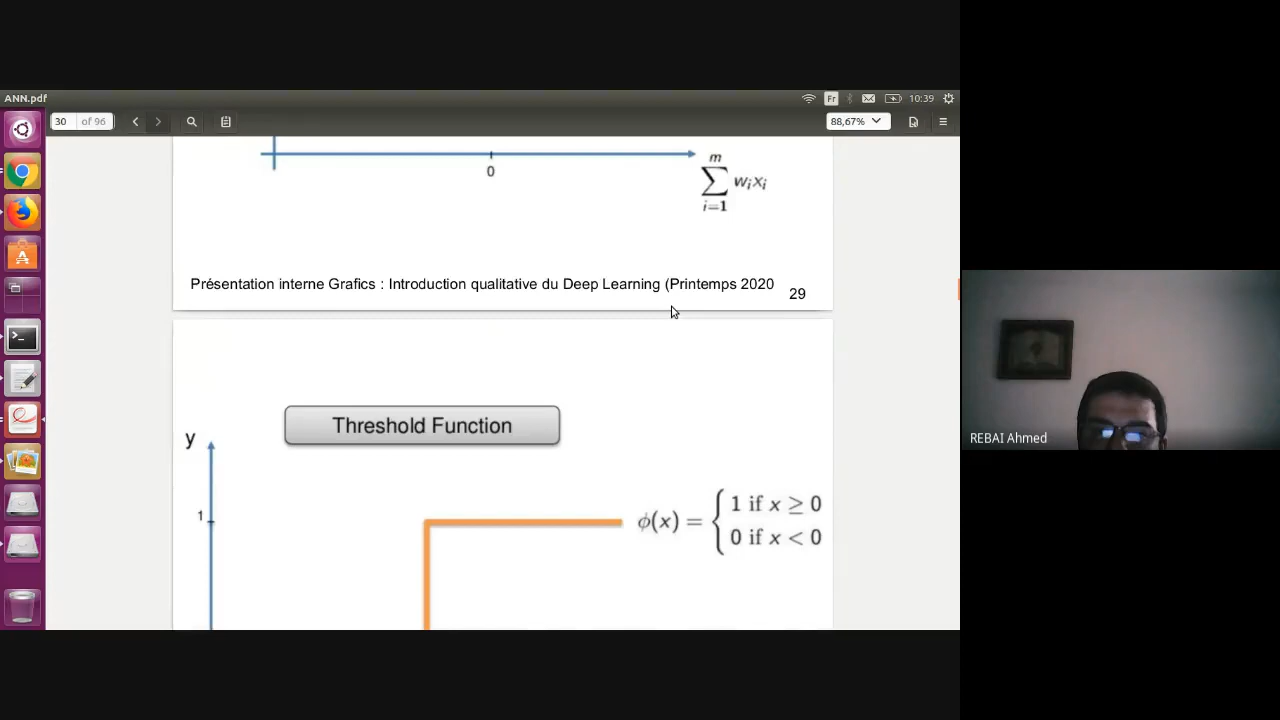 ANN.pdf
Fr
10:39
30 of 96
88,67%
0
m
∑ wᵢxᵢ
i=1
Présentation interne Grafics : Introduction qualitative du Deep Learning (Printemps 2020
29
Threshold Function
y
1
ϕ(x) = { 1 if x ≥ 0
0 if x < 0
REBAI Ahmed